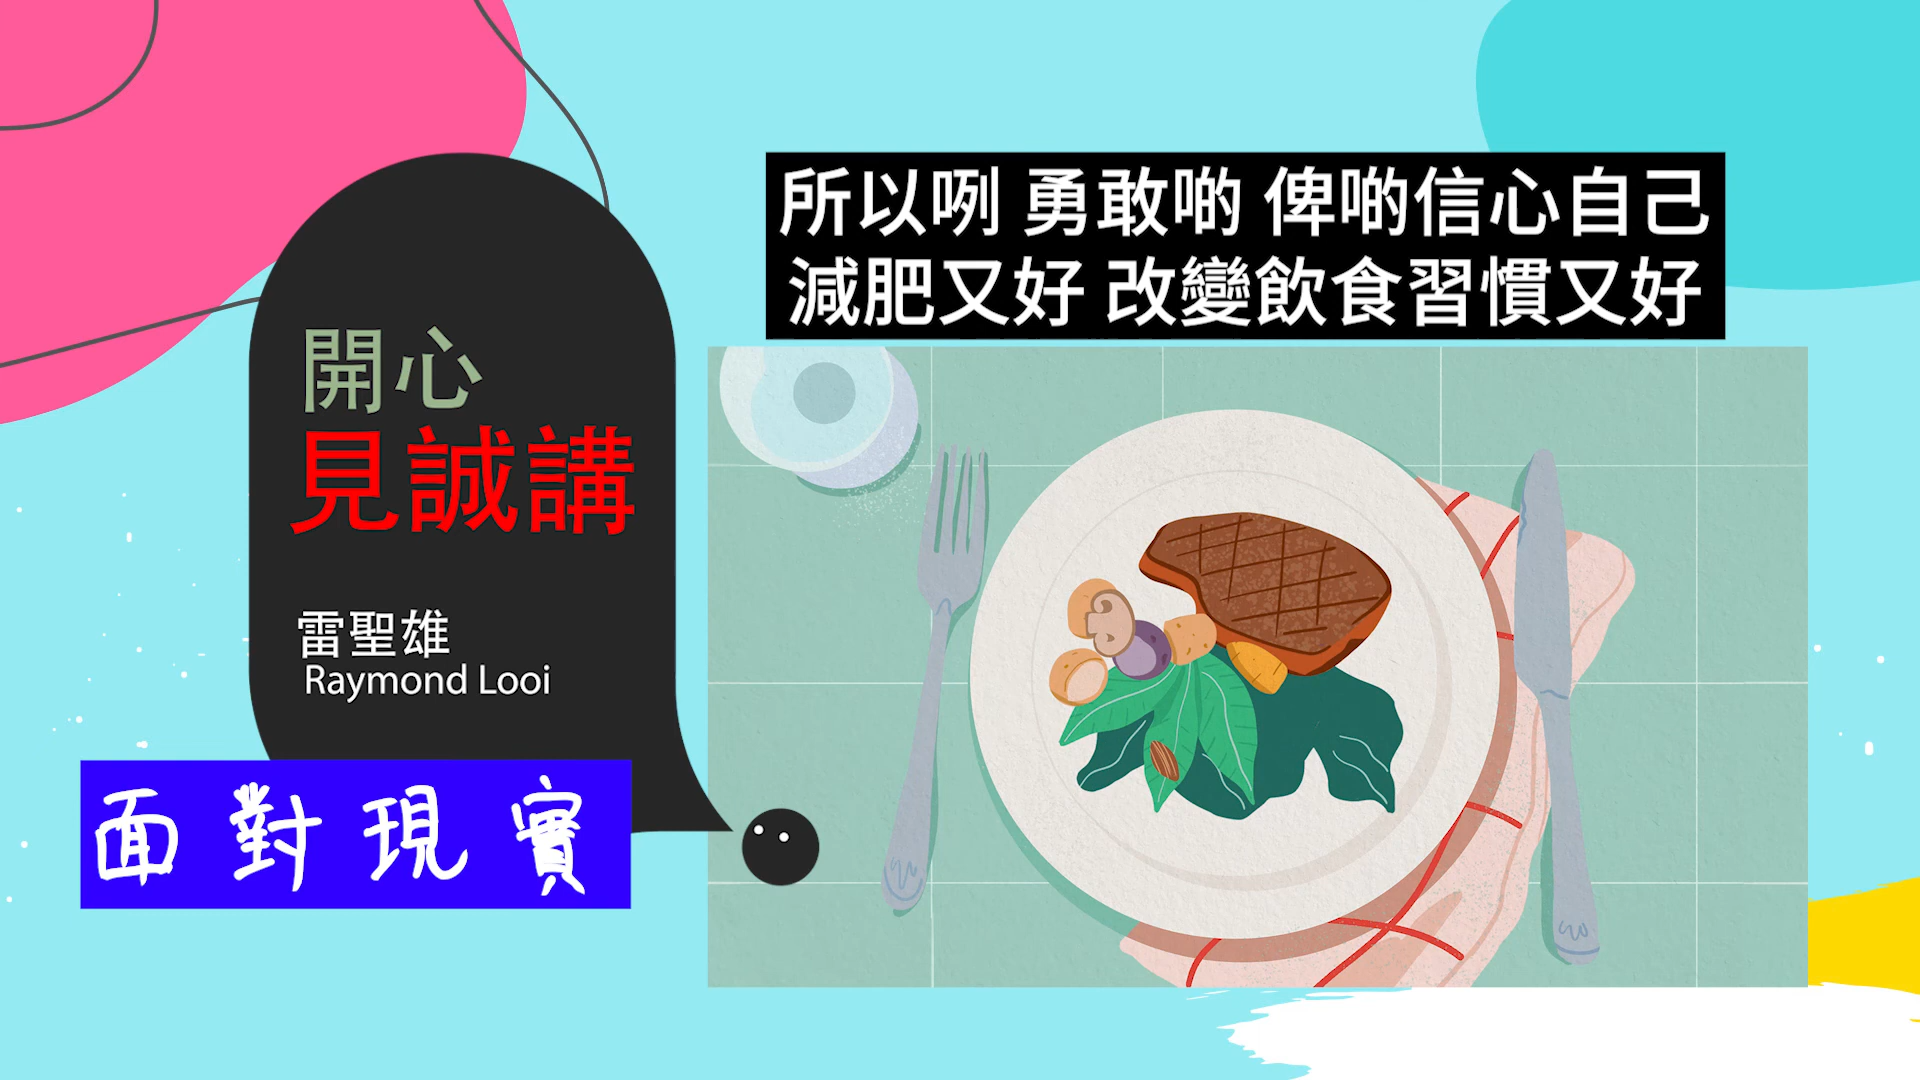 開心
見誠講
雷聖雄
Raymond Looi
面對現實
所以咧 勇敢啲 俾啲信心自己
減肥又好 改變飲食習慣又好